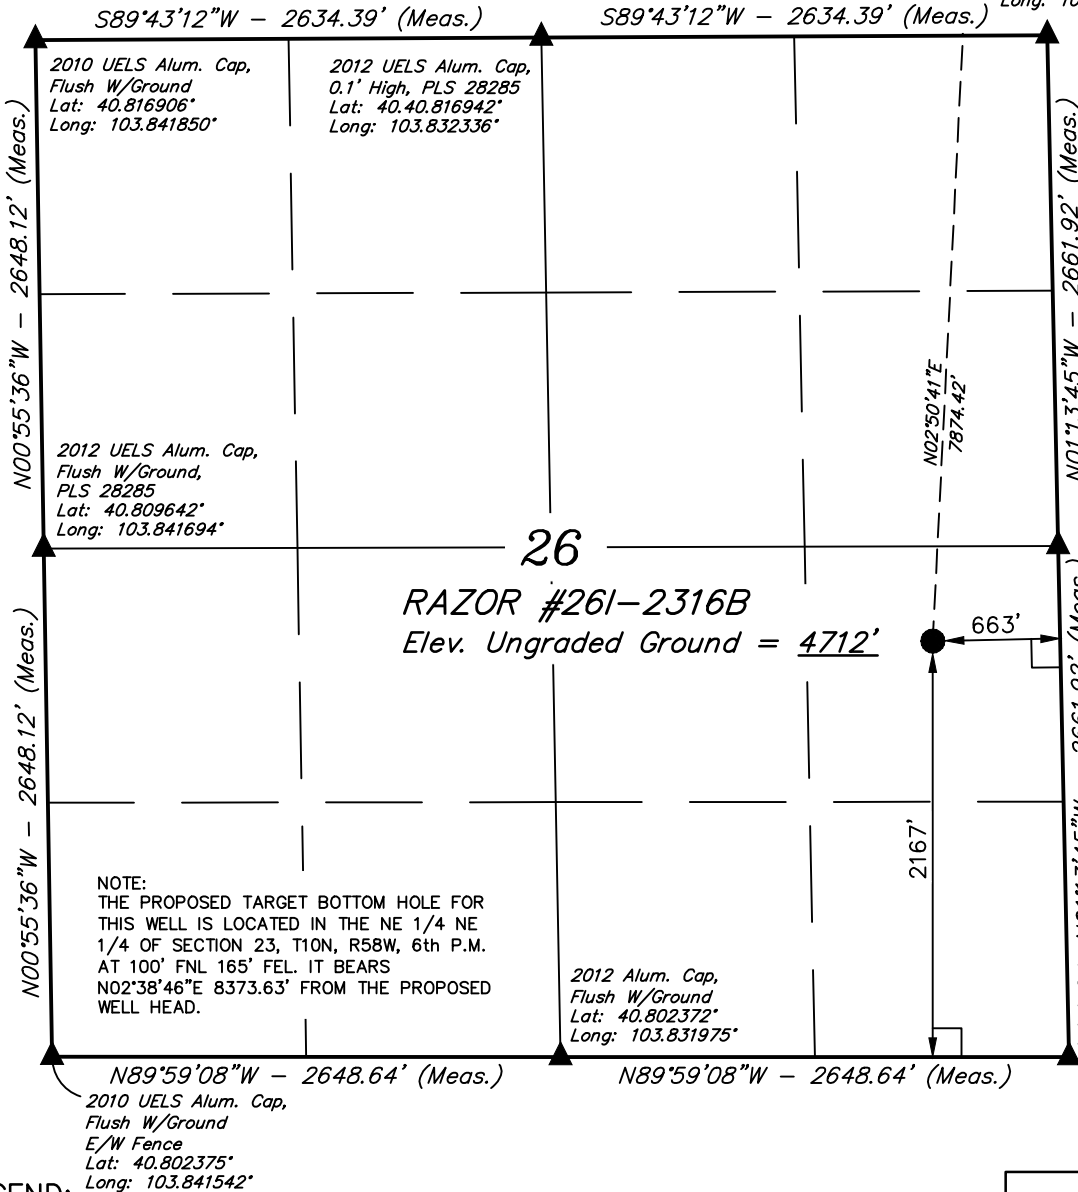 S89°43'12"W - 2634.39' (Meas.)
S89°43'12"W - 2634.39' (Meas.)
Long: 10
2010 UELS Alum. Cap,
Flush W/Ground
Lat: 40.816906°
Long: 103.841850°
2012 UELS Alum. Cap,
0.1' High, PLS 28285
Lat: 40.40.816942°
Long: 103.832336°
N00°55'36"W - 2648.12' (Meas.)
N01°13'45"W - 2661.92' (Meas.)
N02°50'41"E
7874.42'
2012 UELS Alum. Cap,
Flush W/Ground,
PLS 28285
Lat: 40.809642°
Long: 103.841694°
26
RAZOR #26I-2316B
Elev. Ungraded Ground = 4712'
663'
2167'
N00°55'36"W - 2648.12' (Meas.)
2661.92' (Meas.)
NOTE:
THE PROPOSED TARGET BOTTOM HOLE FOR
THIS WELL IS LOCATED IN THE NE 1/4 NE
1/4 OF SECTION 23, T10N, R58W, 6th P.M.
AT 100' FNL 165' FEL. IT BEARS
N02°38'46"E 8373.63' FROM THE PROPOSED
WELL HEAD.
2012 Alum. Cap,
Flush W/Ground
Lat: 40.802372°
Long: 103.831975°
N89°59'08"W - 2648.64' (Meas.)
N89°59'08"W - 2648.64' (Meas.)
2010 UELS Alum. Cap,
Flush W/Ground
E/W Fence
Lat: 40.802375°
Long: 103.841542°